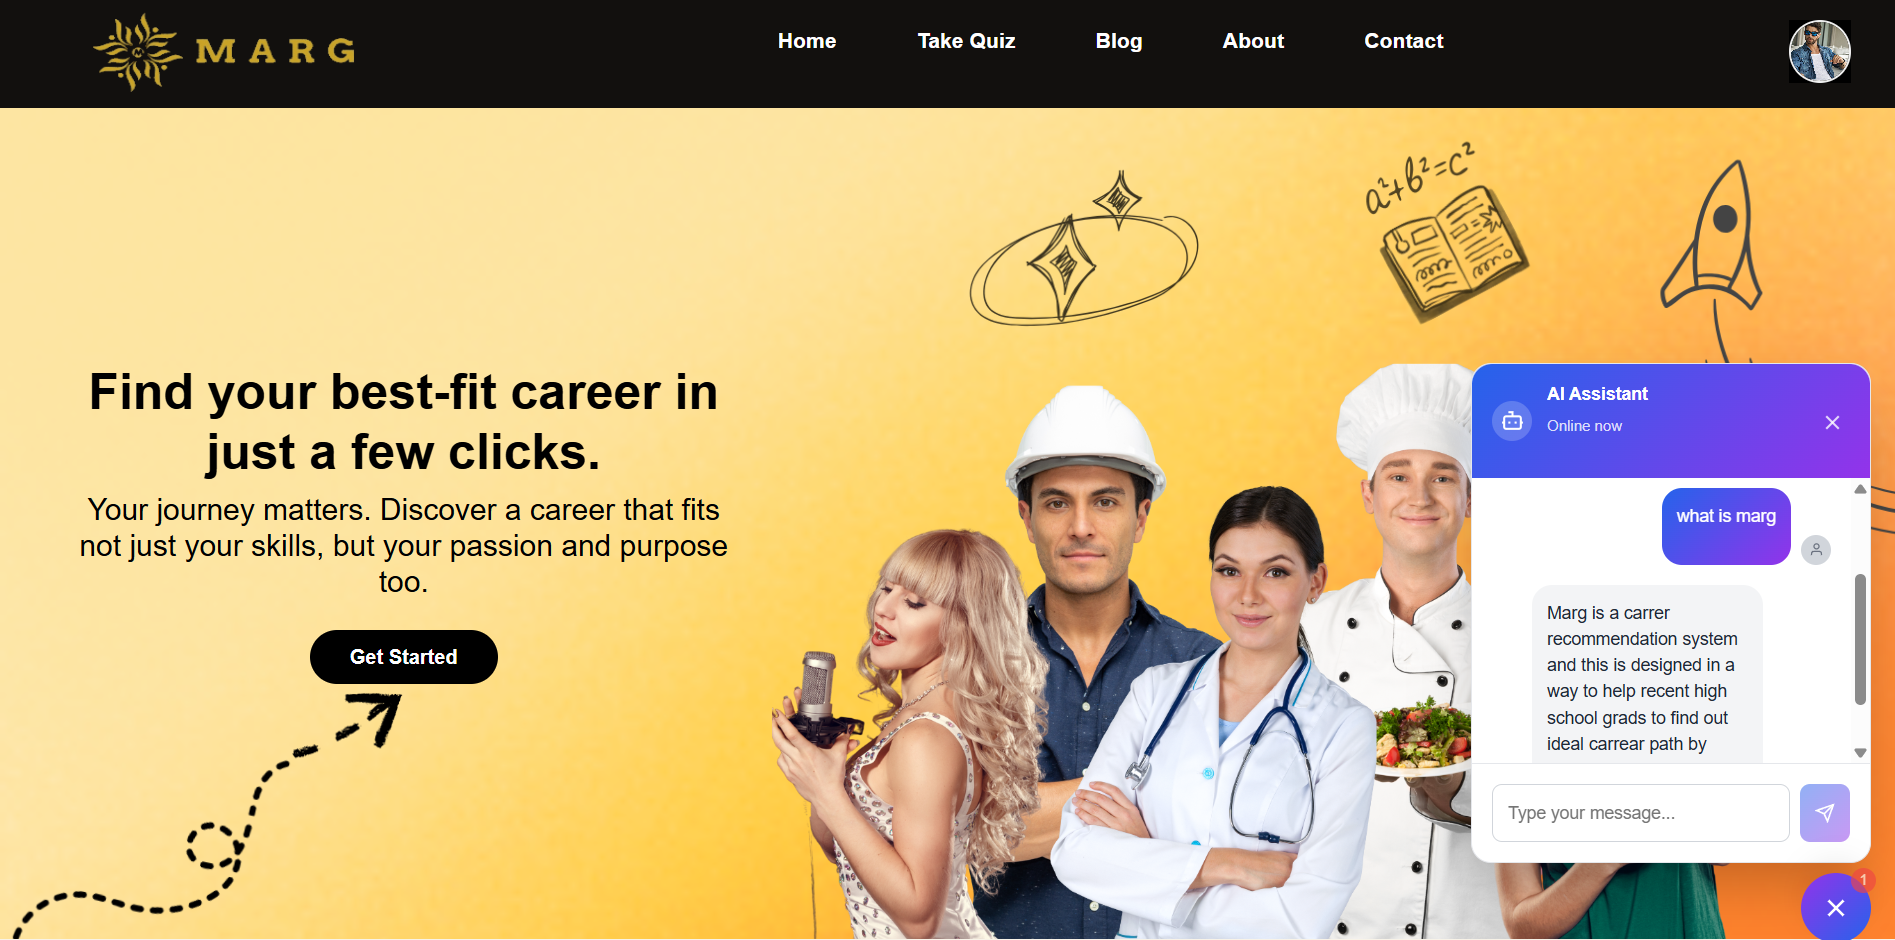 MARG
Home
Take Quiz
Blog
About
Contact
a²+b²=c²
Find your best-fit career in
just a few clicks.
Your journey matters. Discover a career that fits
not just your skills, but your passion and purpose
too.
Get Started
AI Assistant
Online now
what is marg
Marg is a carrer
recommendation system
and this is designed in a
way to help recent high
school grads to find out
ideal carrear path by
Type your message...
1